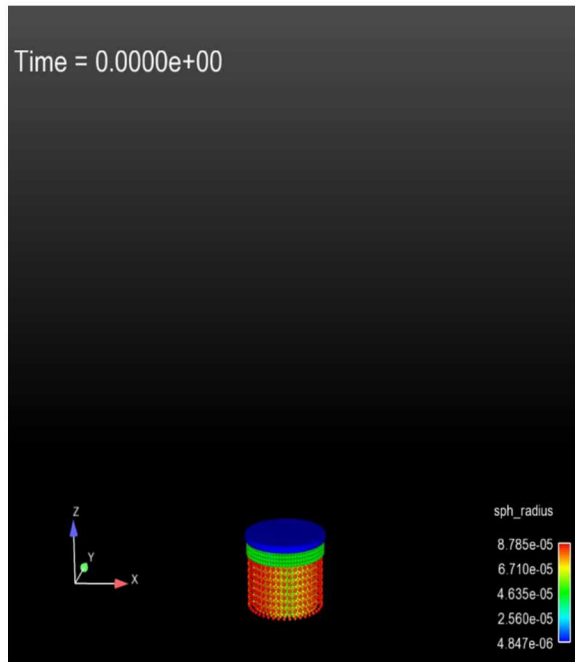 Time = 0.0000e+00
Z
Y
X
sph_radius
8.785e-05
6.710e-05
4.635e-05
2.560e-05
4.847e-06